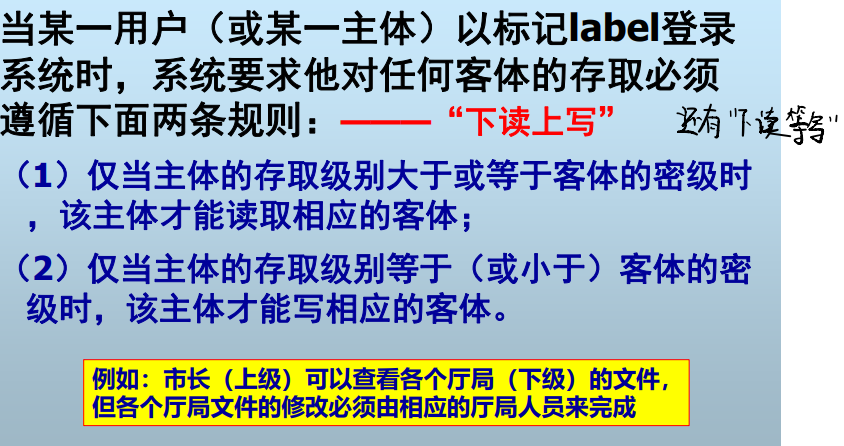 当某一用户（或某一主体）以标记label登录
系统时，系统要求他对任何客体的存取必须
遵循下面两条规则：———“下读上写”
还有“下读等写”
（1）仅当主体的存取级别大于或等于客体的密级时
，该主体才能读取相应的客体；
（2）仅当主体的存取级别等于（或小于）客体的密
级时，该主体才能写相应的客体。
例如：市长（上级）可以查看各个厅局（下级）的文件，
但各个厅局文件的修改必须由相应的厅局人员来完成